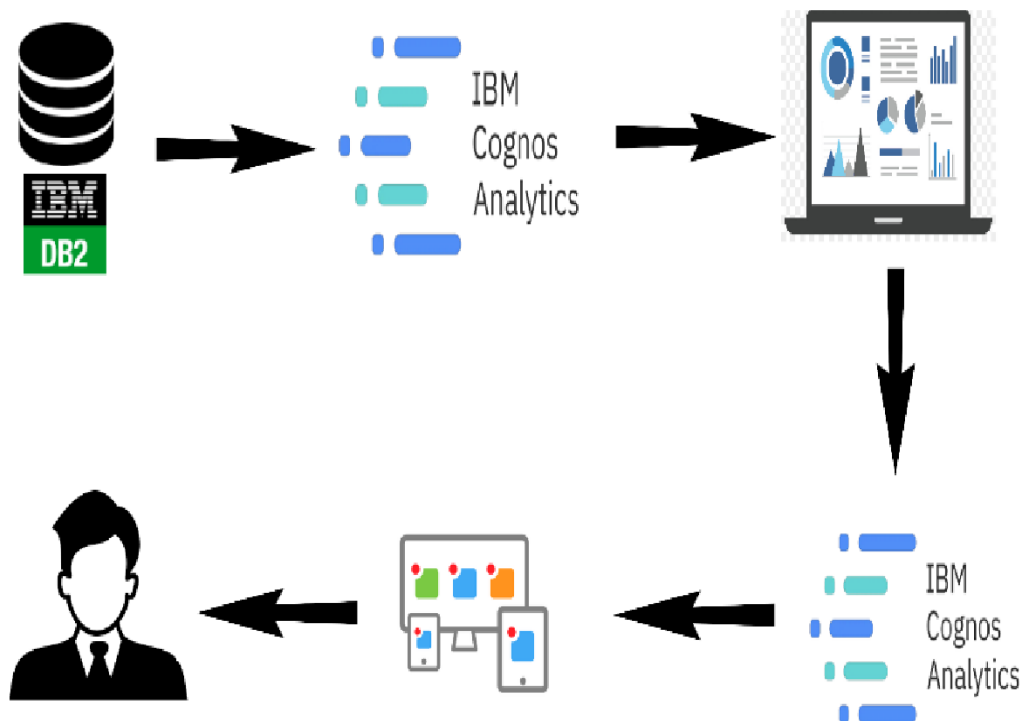 IBM
DB2
IBM
Cognos
Analytics
IBM
Cognos
Analytics